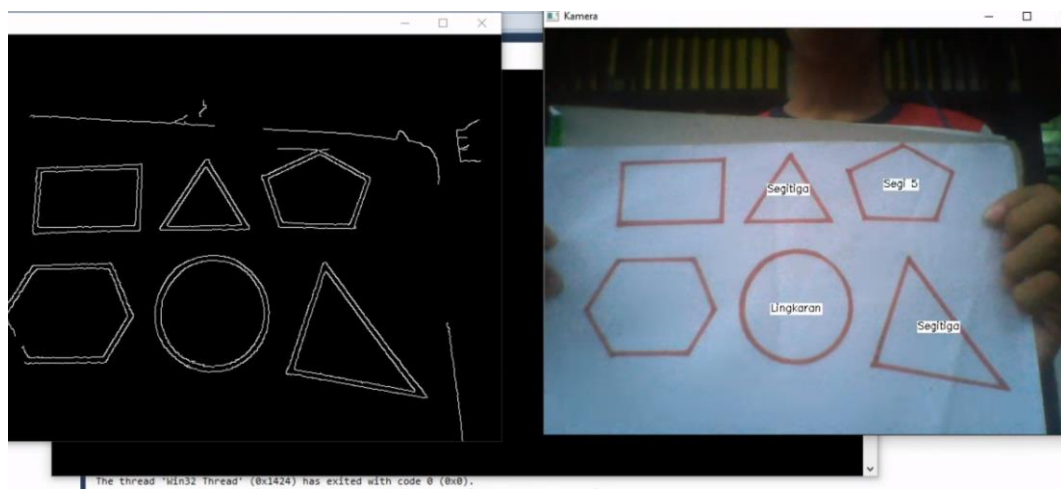 Kamera
Segitiga
Segi 5
Lingkaran
Segitiga
The thread 'Win32 Thread' (0x1424) has exited with code 0 (0x0).